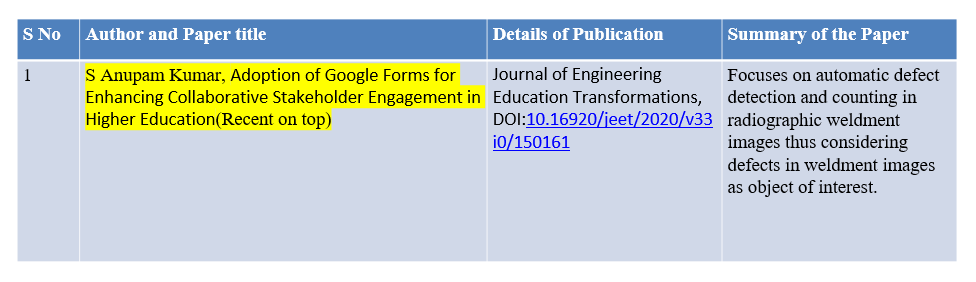 S No Author and Paper title Details of Publication Summary of the Paper
1
S Anupam Kumar, Adoption of Google Forms for
Enhancing Collaborative Stakeholder Engagement in
Higher Education(Recent on top)
Journal of Engineering
Education Transformations,
DOI:10.16920/jeet/2020/v33
i0/150161
Focuses on automatic defect
detection and counting in
radiographic weldment
images thus considering
defects in weldment images
as object of interest.